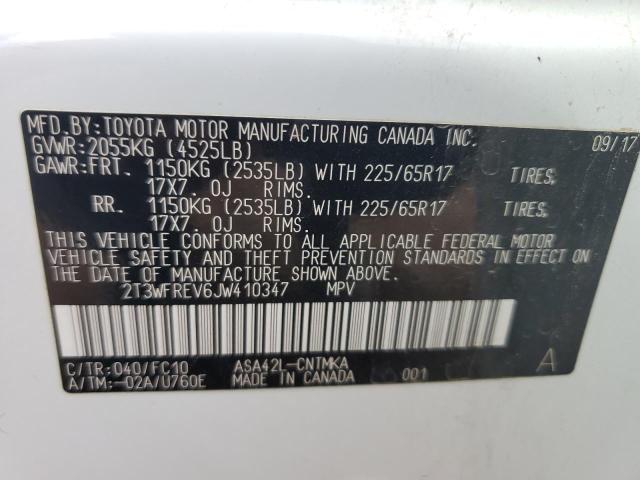 MFD.BY:TOYOTA MOTOR MANUFACTURING CANADA INC. 09/17
GVWR:2055KG (4525LB)
GAWR:FRT. 1150KG (2535LB) WITH 225/65R17 TIRES,
17X7.0J RIMS.
RR. 1150KG (2535LB) WITH 225/65R17 TIRES,
17X7.0J RIMS.
THIS VEHICLE CONFORMS TO ALL APPLICABLE FEDERAL MOTOR
VEHICLE SAFETY AND THEFT PREVENTION STANDARDS IN EFFECT
ON THE DATE OF MANUFACTURE SHOWN ABOVE.
2T3WFREV6JW410347 MPV
C/TR:040/FC10 ASA42L-CNTMKA A
A/TM:-02A/U760E MADE IN CANADA 001